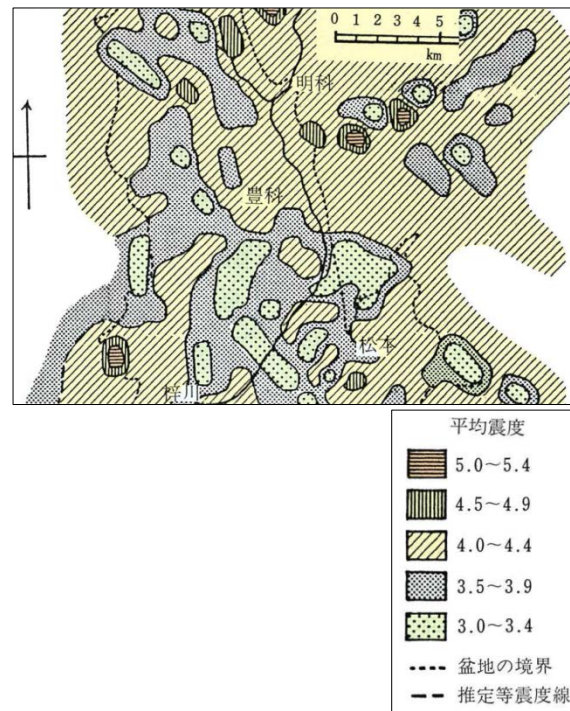 0 1 2 3 4 5
km
明科
豊科
松本
梓川
平均震度
5.0～5.4
4.5～4.9
4.0～4.4
3.5～3.9
3.0～3.4
盆地の境界
推定等震度線